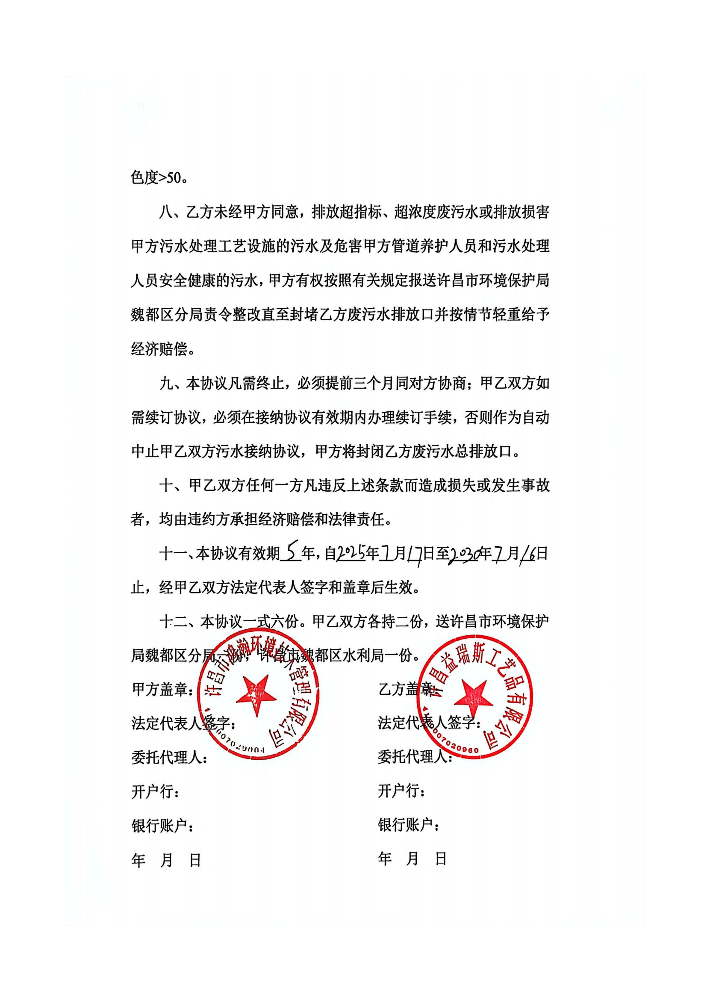 色度>50。
八、乙方未经甲方同意，排放超指标、超浓度废污水或排放损害
甲方污水处理工艺设施的污水及危害甲方管道养护人员和污水处理
人员安全健康的污水，甲方有权按照有关规定报送许昌市环境保护局
魏都区分局责令整改直至封堵乙方废污水排放口并按情节轻重给予
经济赔偿。
九、本协议凡需终止，必须提前三个月同对方协商；甲乙双方如
需续订协议，必须在接纳协议有效期内办理续订手续，否则作为自动
中止甲乙双方污水接纳协议，甲方将封闭乙方废污水总排放口。
十、甲乙双方任何一方凡违反上述条款而造成损失或发生事故
者，均由违约方承担经济赔偿和法律责任。
十一、本协议有效期5年，自2025年7月17日至2030年7月16日
止，经甲乙双方法定代表人签字和盖章后生效。
十二、本协议一式六份。甲乙双方各持二份，送许昌市环境保护
局魏都区分局一份，许昌市魏都区水利局一份。
甲方盖章： 乙方盖章：
许昌市鸿瀚环境 管理有限公司
许昌益瑞斯工艺品有限公司
法定代表人签字： 法定代表人签字：
委托代理人： 委托代理人：
开户行： 开户行：
银行账户： 银行账户：
年 月 日 年 月 日